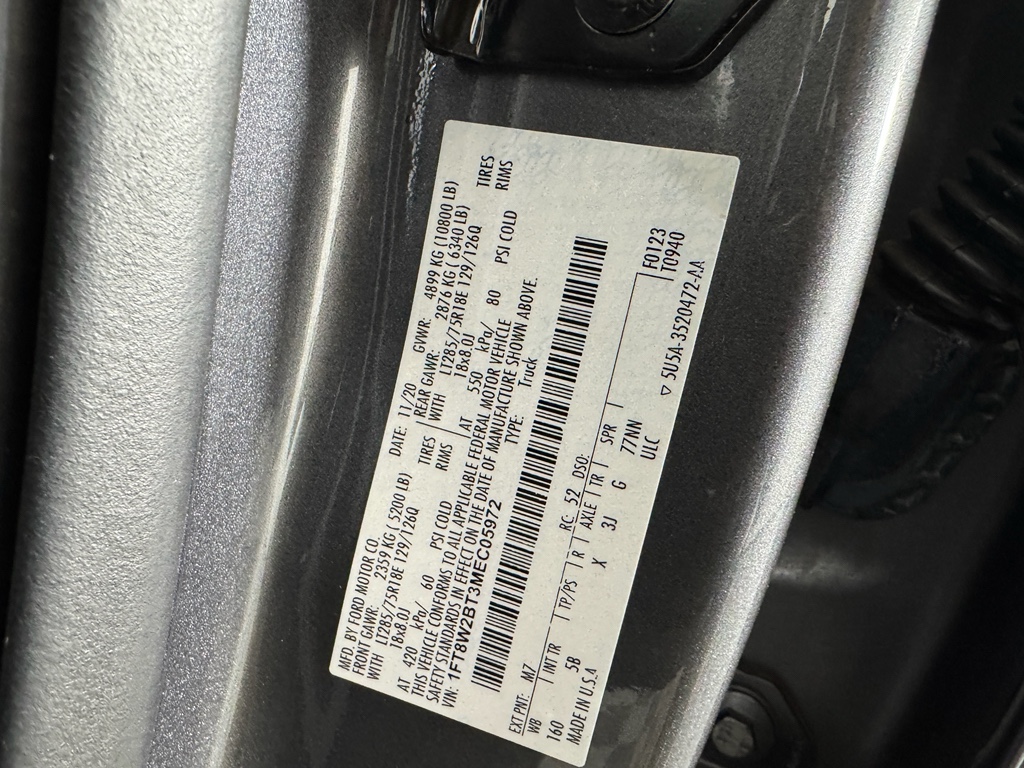 MFD. BY FORD MOTOR CO.
DATE: 11/20 GVWR: 4899 KG (10800 LB)
FRONT GAWR: 2359 KG ( 5200 LB) REAR GAWR: 2876 KG ( 6340 LB)
WITH LT285/75R18E 129/126Q TIRES WITH LT285/75R18E 129/126Q TIRES
18x8.0J RIMS 18x8.0J RIMS
AT 420 kPa/ 60 PSI COLD AT 550 kPa/ 80 PSI COLD
THIS VEHICLE CONFORMS TO ALL APPLICABLE FEDERAL MOTOR VEHICLE
SAFETY STANDARDS IN EFFECT ON THE DATE OF MANUFACTURE SHOWN ABOVE.
VIN: 1FT8W2BT3MEC05972 TYPE: Truck
EXT PNT: M7 RC: 52 DSO: F0123
WB INT TR TP/PS R AXLE TR SPR T0940
160 5B X 3J G 77NN
MADE IN U.S.A ULC
▽ 5U5A-3520472-AA